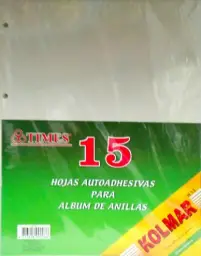 TIMES
15
HOJAS AUTOADHESIVAS
PARA
ALBUM DE ANILLAS
KOLMAR